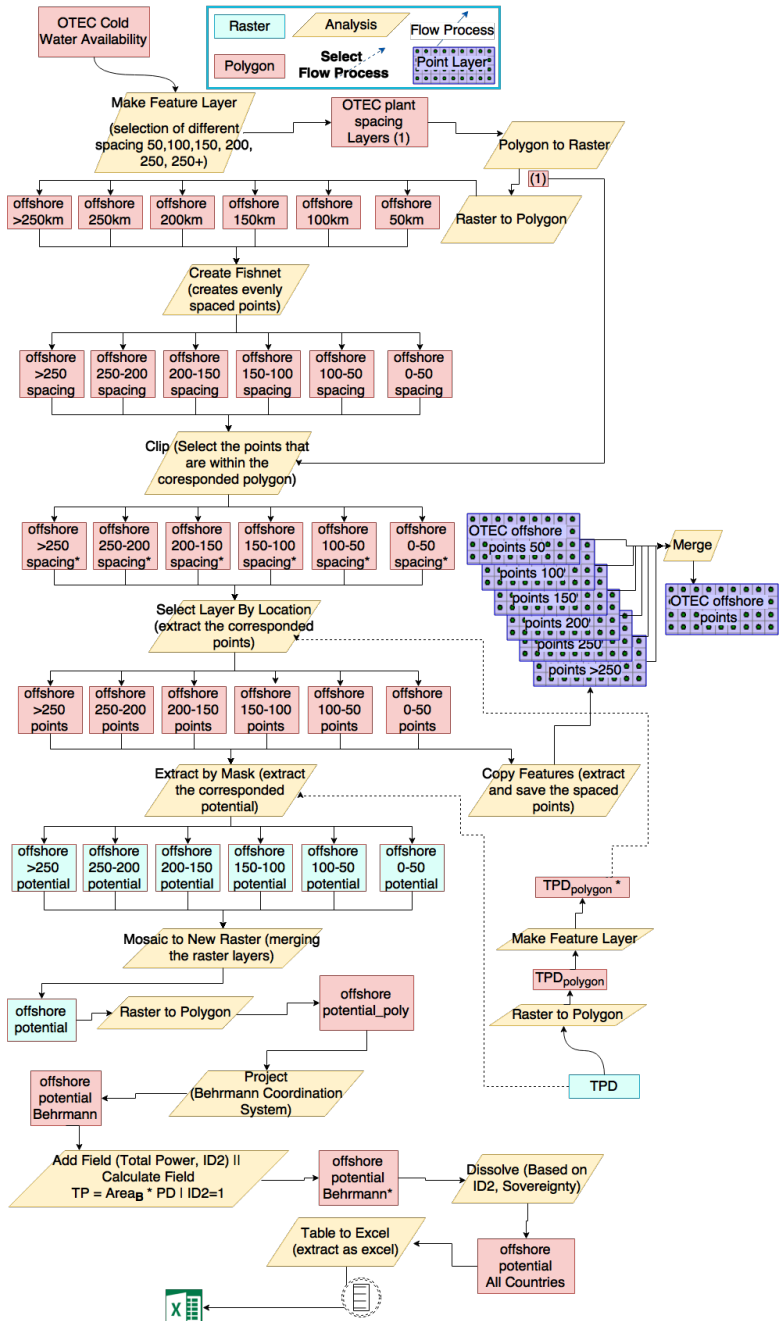 OTEC Cold
Water Availability
Raster
Analysis
Flow Process
Polygon
Select
Flow Process
Point Layer
Make Feature Layer
(selection of different
spacing 50,100,150, 200,
250, 250+)
OTEC plant
spacing
Layers (1)
Polygon to Raster
(1)
Raster to Polygon
offshore
>250km
offshore
250km
offshore
200km
offshore
150km
offshore
100km
offshore
50km
Create Fishnet
(creates evenly
spaced points)
offshore
>250
spacing
offshore
250-200
spacing
offshore
200-150
spacing
offshore
150-100
spacing
offshore
100-50
spacing
offshore
0-50
spacing
Clip (Select the points that
are within the
coresponded polygon)
offshore
>250
spacing*
offshore
250-200
spacing*
offshore
200-150
spacing*
offshore
150-100
spacing*
offshore
100-50
spacing*
offshore
0-50
spacing*
OTEC offshore
points 50
points 100
points 150
points 200
points 250
points >250
Merge
OTEC offshore
points
Select Layer By Location
(extract the corresponded
points)
offshore
>250
points
offshore
250-200
points
offshore
200-150
points
offshore
150-100
points
offshore
100-50
points
offshore
0-50
points
Extract by Mask (extract
the corresponded
potential)
Copy Features (extract
and save the spaced
points)
offshore
>250
potential
offshore
250-200
potential
offshore
200-150
potential
offshore
150-100
potential
offshore
100-50
potential
offshore
0-50
potential
TPDpolygon*
Make Feature Layer
TPDpolygon
Raster to Polygon
TPD
Mosaic to New Raster (merging
the raster layers)
offshore
potential
Raster to Polygon
offshore
potential_poly
Project
(Behrmann Coordination
System)
offshore
potential
Behrmann
Add Field (Total Power, ID2) ||
Calculate Field
TP = AreaB * PD | ID2=1
offshore
potential
Behrmann*
Dissolve (Based on
ID2, Sovereignty)
offshore
potential
All Countries
Table to Excel
(extract as excel)
X